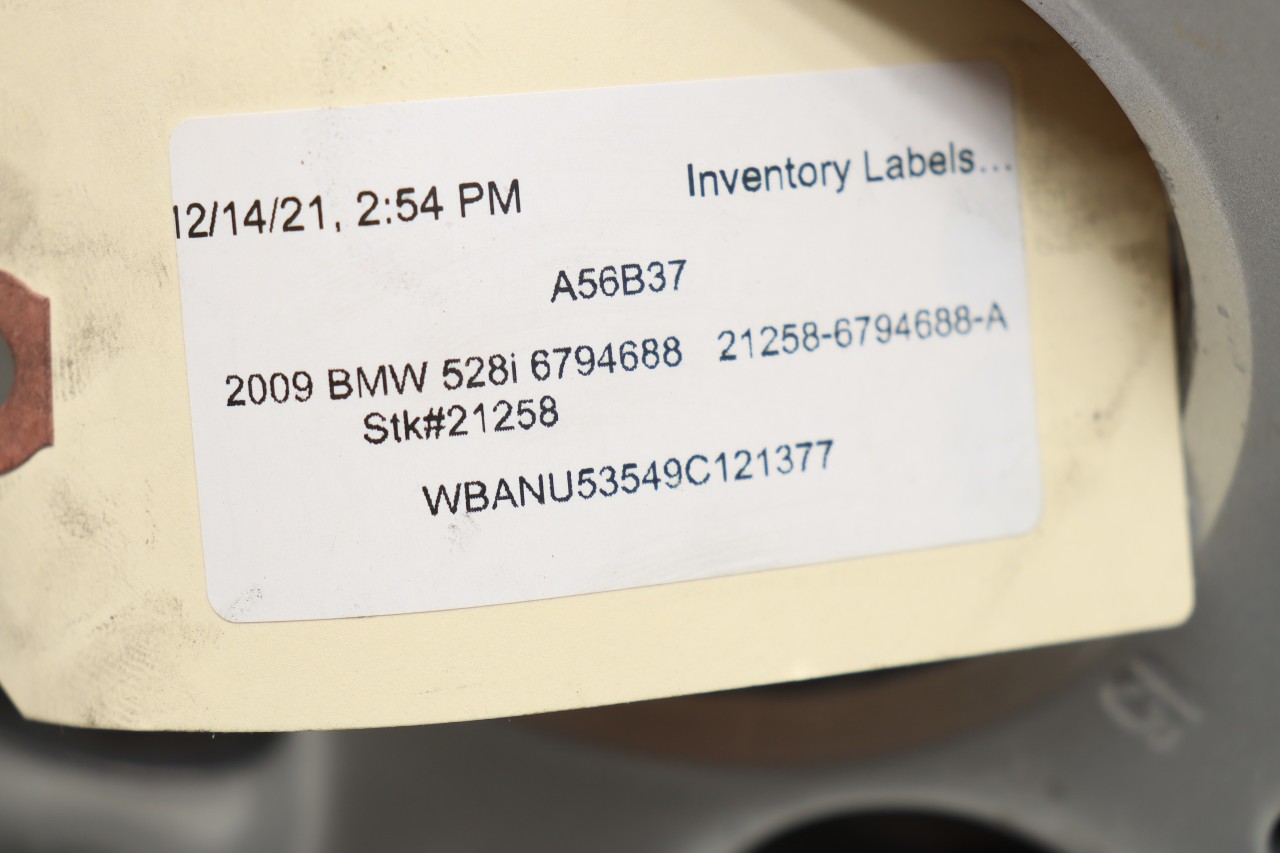 12/14/21, 2:54 PM Inventory Labels...
A56B37
2009 BMW 528i 6794688 21258-6794688-A
Stk#21258
WBANU53549C121377